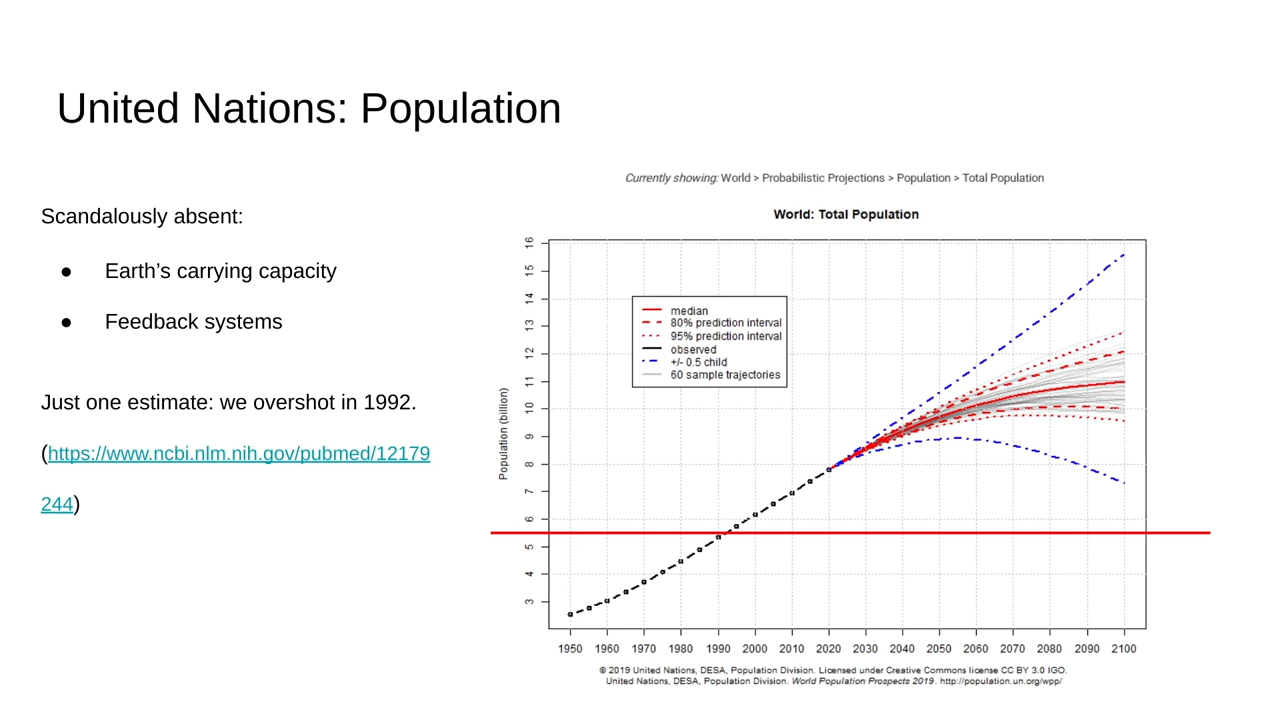 United Nations: Population
Scandalously absent:
● Earth’s carrying capacity
● Feedback systems
Just one estimate: we overshot in 1992.
(https://www.ncbi.nlm.nih.gov/pubmed/12179
244)
Currently showing: World > Probabilistic Projections > Population > Total Population
World: Total Population
Population (billion)
16
15
14
13
12
11
10
9
8
7
6
5
4
3
median
80% prediction interval
95% prediction interval
observed
+/- 0.5 child
60 sample trajectories
1950 1960 1970 1980 1990 2000 2010 2020 2030 2040 2050 2060 2070 2080 2090 2100
© 2019 United Nations, DESA, Population Division. Licensed under Creative Commons license CC BY 3.0 IGO.
United Nations, DESA, Population Division. World Population Prospects 2019. http://population.un.org/wpp/